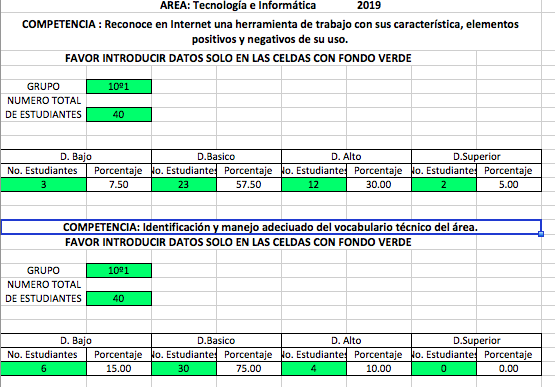 AREA: Tecnología e Informática 2019
COMPETENCIA : Reconoce en Internet una herramienta de trabajo con sus característica, elementos
positivos y negativos de su uso.
FAVOR INTRODUCIR DATOS SOLO EN LAS CELDAS CON FONDO VERDE
GRUPO 10º1
NUMERO TOTAL
DE ESTUDIANTES 40
D. Bajo D.Basico D. Alto D.Superior
No. Estudiantes Porcentaje No. Estudiantes Porcentaje No. Estudiantes Porcentaje No. Estudiantes Porcentaje
3 7.50 23 57.50 12 30.00 2 5.00
COMPETENCIA: Identificación y manejo adeciuado del vocabulario técnico del área.
FAVOR INTRODUCIR DATOS SOLO EN LAS CELDAS CON FONDO VERDE
GRUPO 10º1
NUMERO TOTAL
DE ESTUDIANTES 40
D. Bajo D.Basico D. Alto D.Superior
No. Estudiantes Porcentaje No. Estudiantes Porcentaje No. Estudiantes Porcentaje No. Estudiantes Porcentaje
6 15.00 30 75.00 4 10.00 0 0.00